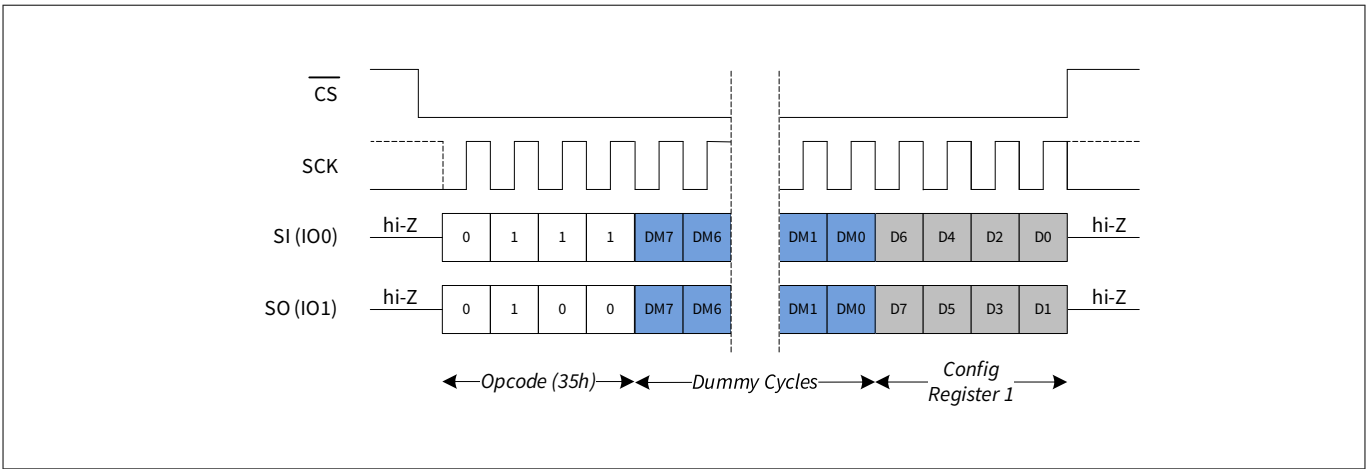 CS
SCK
SI (IO0) hi-Z 0 1 1 1 DM7 DM6 DM1 DM0 D6 D4 D2 D0 hi-Z
SO (IO1) hi-Z 0 1 0 0 DM7 DM6 DM1 DM0 D7 D5 D3 D1 hi-Z
Opcode (35h) Dummy Cycles Config
Register 1